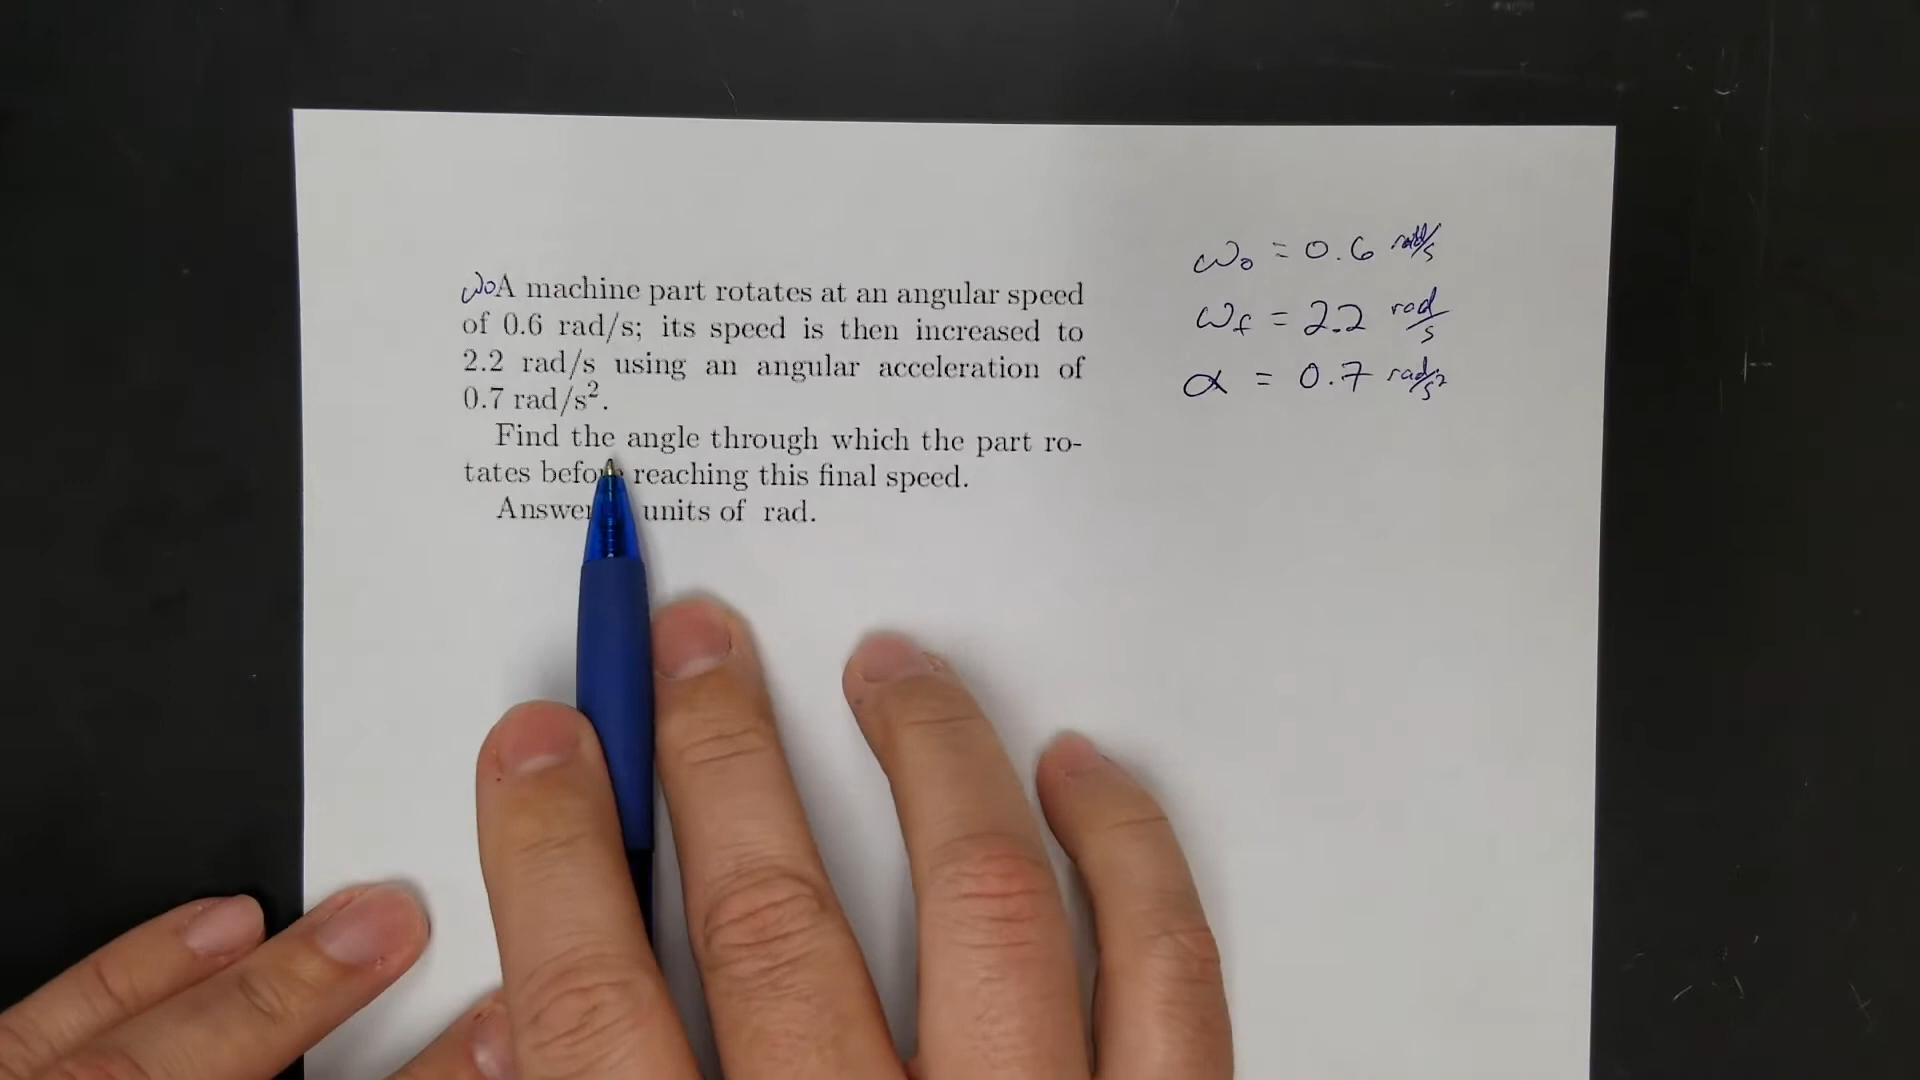 ω₀A machine part rotates at an angular speed
of 0.6 rad/s; its speed is then increased to
2.2 rad/s using an angular acceleration of
0.7 rad/s².
Find the angle through which the part ro-
tates before reaching this final speed.
Answer units of rad.
ω₀ = 0.6 rad/s
ω_f = 2.2 rad/s
α = 0.7 rad/s²